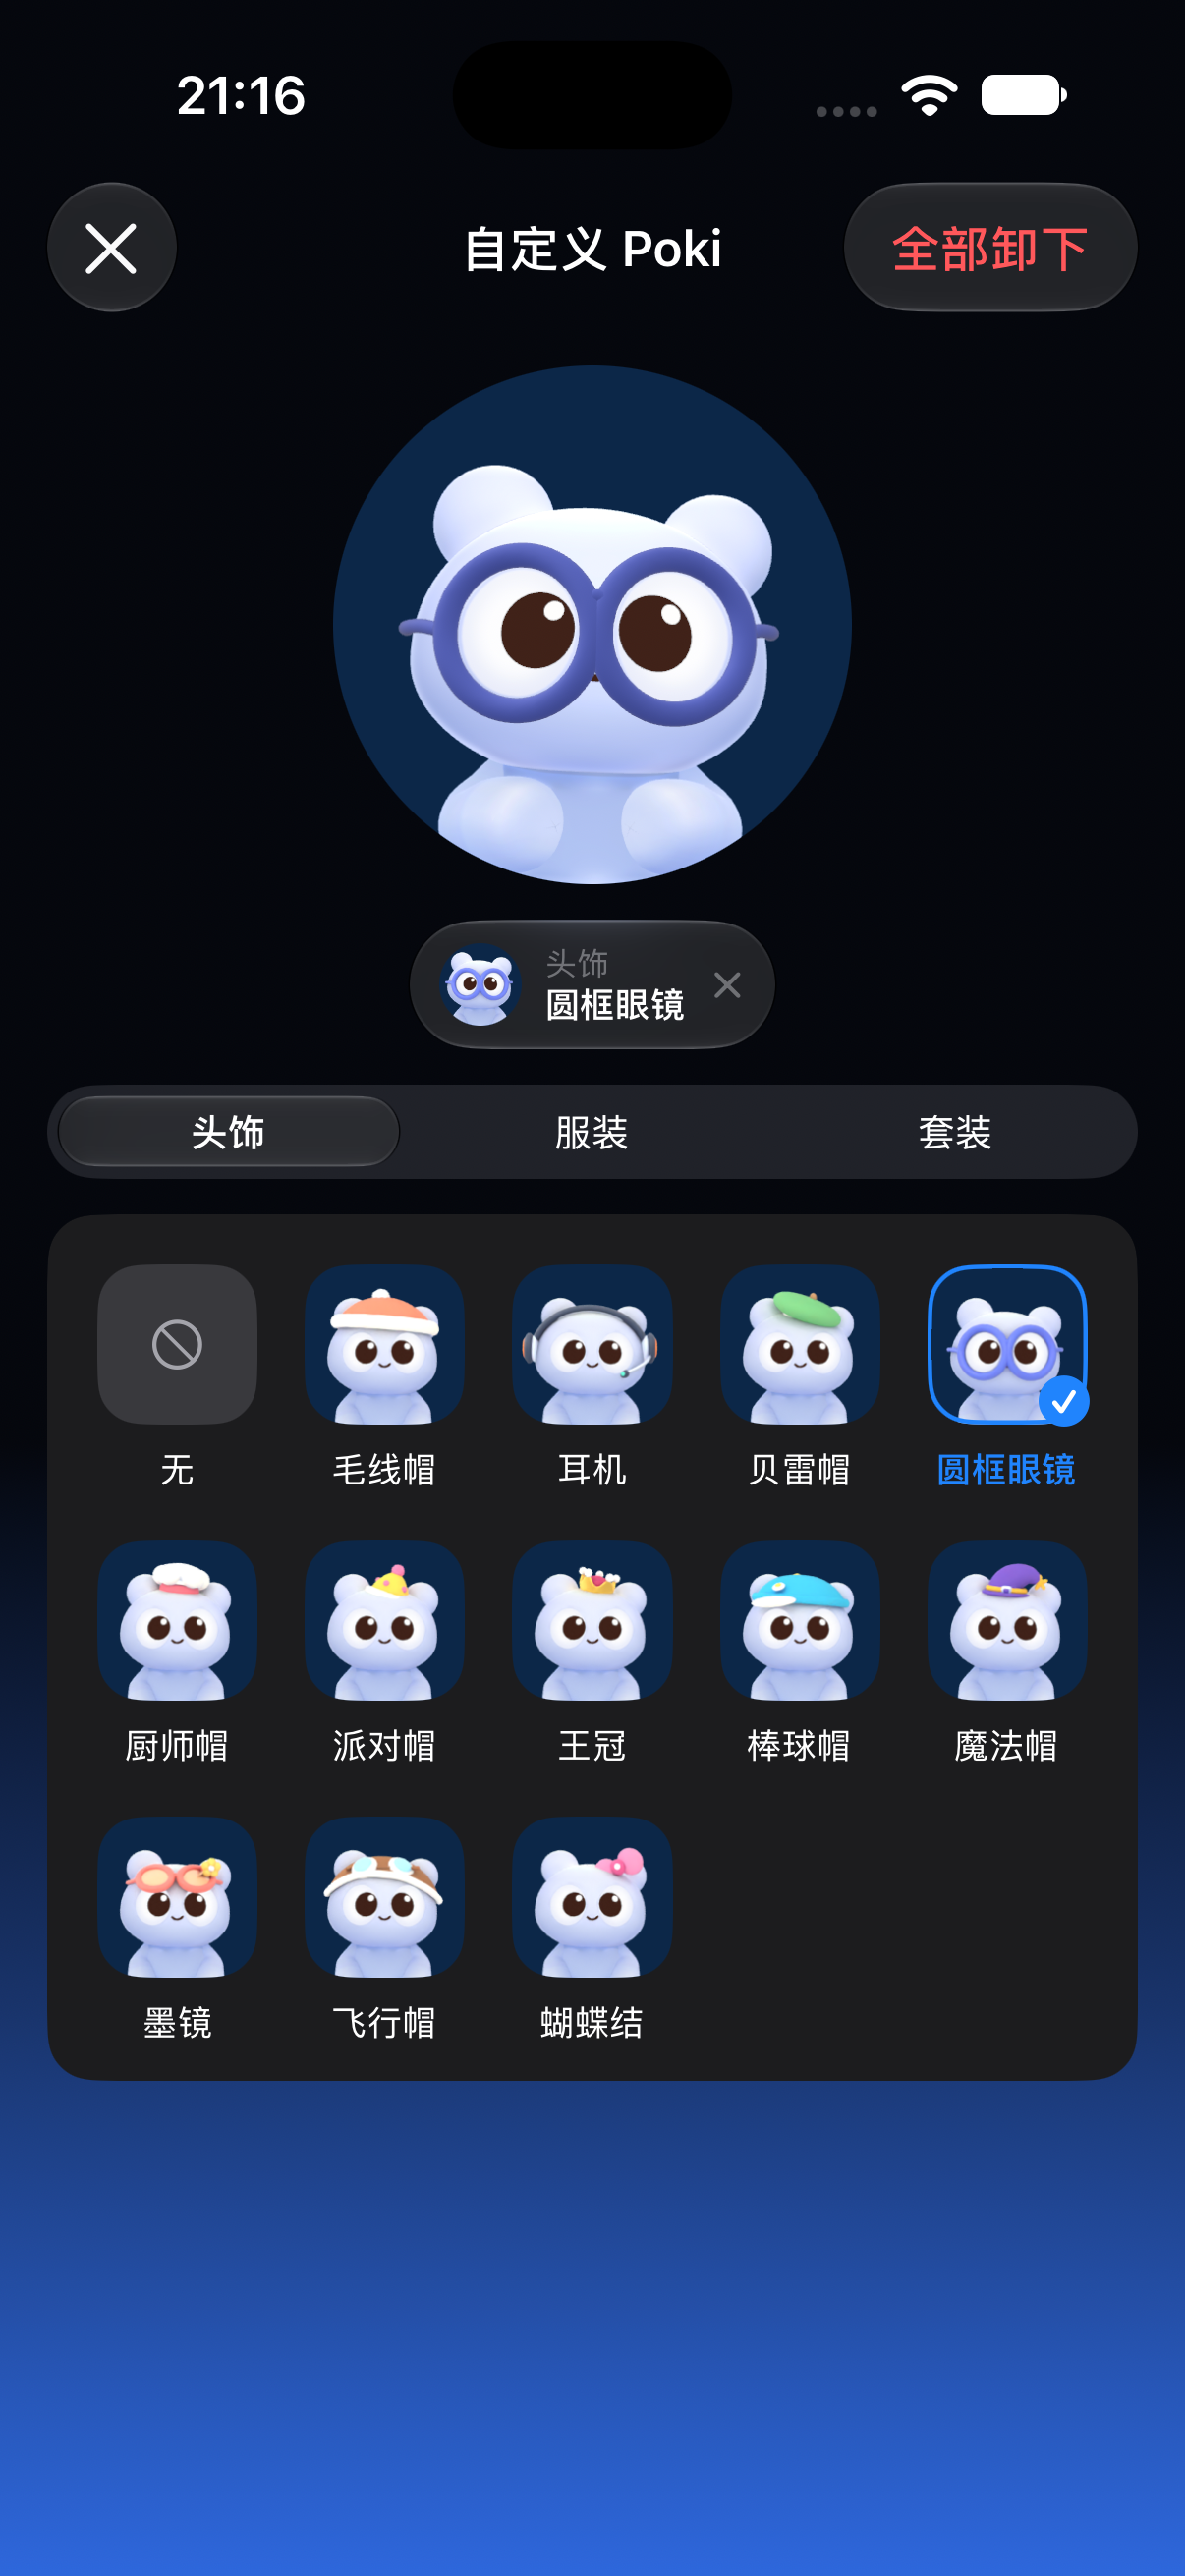 21:16
自定义 Poki
全部卸下
头饰
圆框眼镜
头饰
服装
套装
无
毛线帽
耳机
贝雷帽
圆框眼镜
厨师帽
派对帽
王冠
棒球帽
魔法帽
墨镜
飞行帽
蝴蝶结